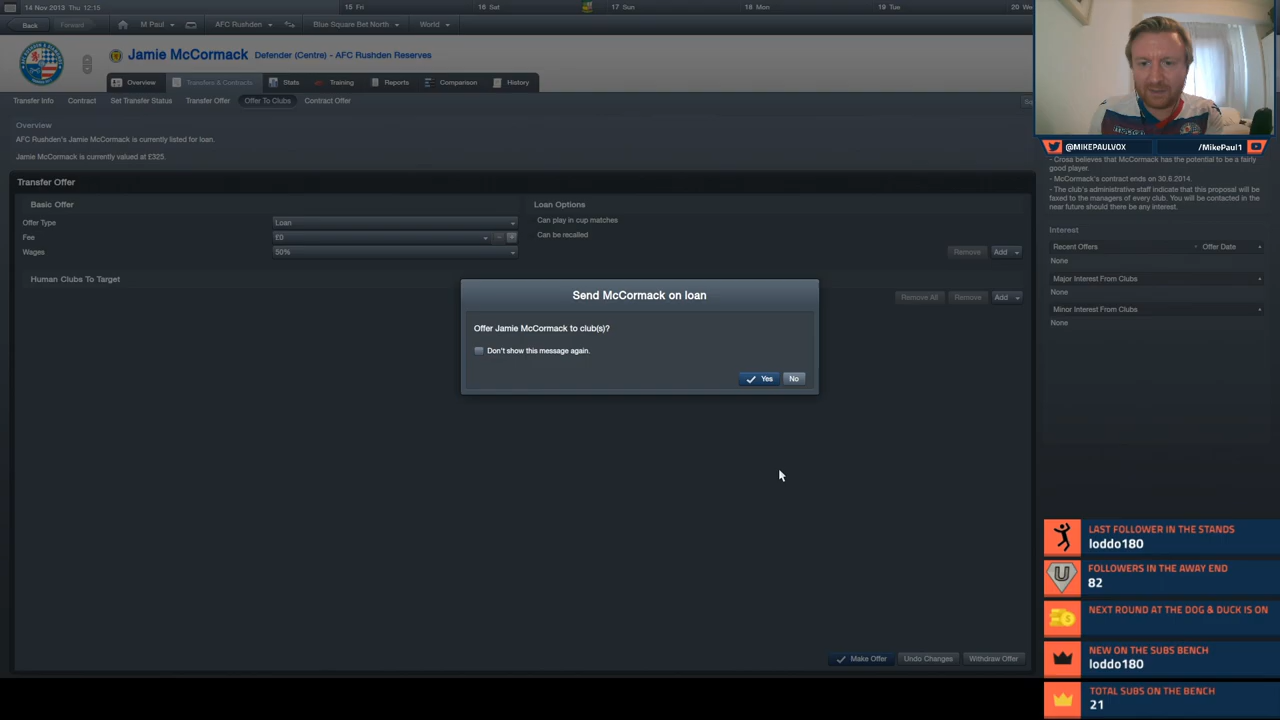 14 Nov 2013 Thu 12:15
15 Fri
16 Sat
17 Sun
18 Mon
19 Tue
20 We
Back
Forward
M Paul
AFC Rushden
Blue Square Bet North
World
Jamie McCormack
Defender (Centre) - AFC Rushden Reserves
Overview
Transfers & Contracts
Stats
Training
Reports
Comparison
History
Transfer Info
Contract
Set Transfer Status
Transfer Offer
Offer To Clubs
Contract Offer
Overview
AFC Rushden's Jamie McCormack is currently listed for loan.
Jamie McCormack is currently valued at £325.
Transfer Offer
Basic Offer
Loan Options
Offer Type
Loan
Can play in cup matches
Fee
£0
Can be recalled
Wages
50%
Remove
Add
Human Clubs To Target
Remove All
Remove
Add
Send McCormack on loan
Offer Jamie McCormack to club(s)?
Don't show this message again.
Yes
No
Make Offer
Undo Changes
Withdraw Offer
@MIKEPAULVOX
/MikePaul1
- Crosa believes that McCormack has the potential to be a fairly
good player.
- McCormack's contract ends on 30.6.2014.
- The club's administrative staff indicate that this proposal will be
faxed to the managers of every club. You will be contacted in the
near future should there be any interest.
Interest
Recent Offers
Offer Date
None
Major Interest From Clubs
None
Minor Interest From Clubs
None
LAST FOLLOWER IN THE STANDS
loddo180
FOLLOWERS IN THE AWAY END
82
NEXT ROUND AT THE DOG & DUCK IS ON
NEW ON THE SUBS BENCH
loddo180
TOTAL SUBS ON THE BENCH
21